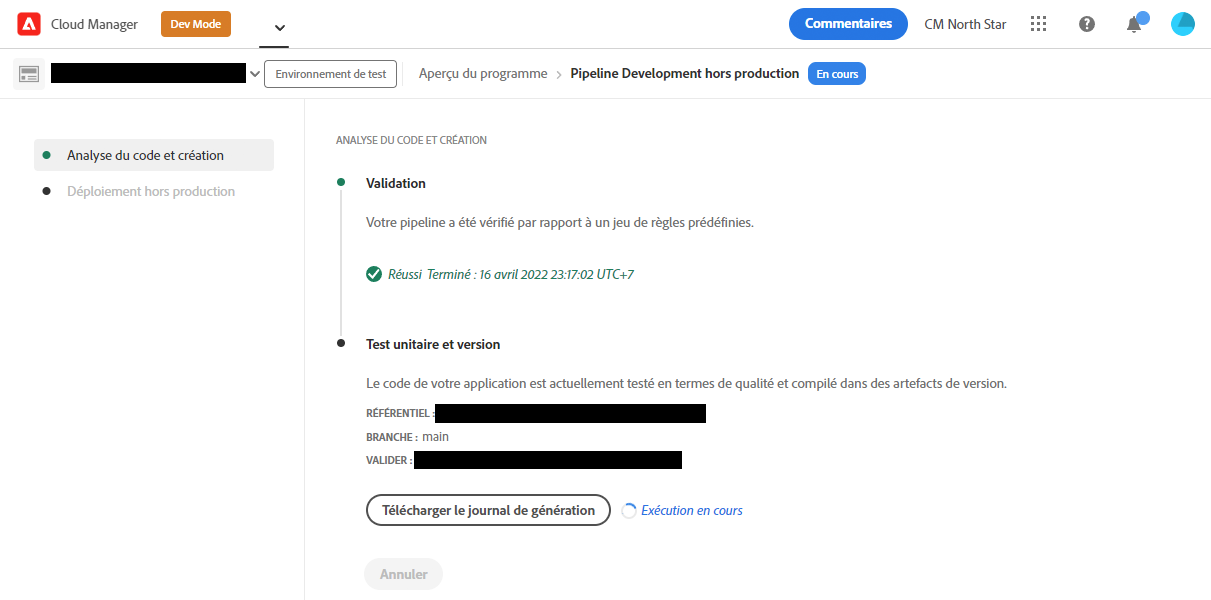 Cloud Manager
Dev Mode
Commentaires
CM North Star
Environnement de test
Aperçu du programme
Pipeline Development hors production
En cours
Analyse du code et création
Déploiement hors production
ANALYSE DU CODE ET CRÉATION
Validation
Votre pipeline a été vérifié par rapport à un jeu de règles prédéfinies.
Réussi Terminé : 16 avril 2022 23:17:02 UTC+7
Test unitaire et version
Le code de votre application est actuellement testé en termes de qualité et compilé dans des artefacts de version.
RÉFÉRENTIEL :
BRANCHE : main
VALIDER :
Télécharger le journal de génération
Exécution en cours
Annuler